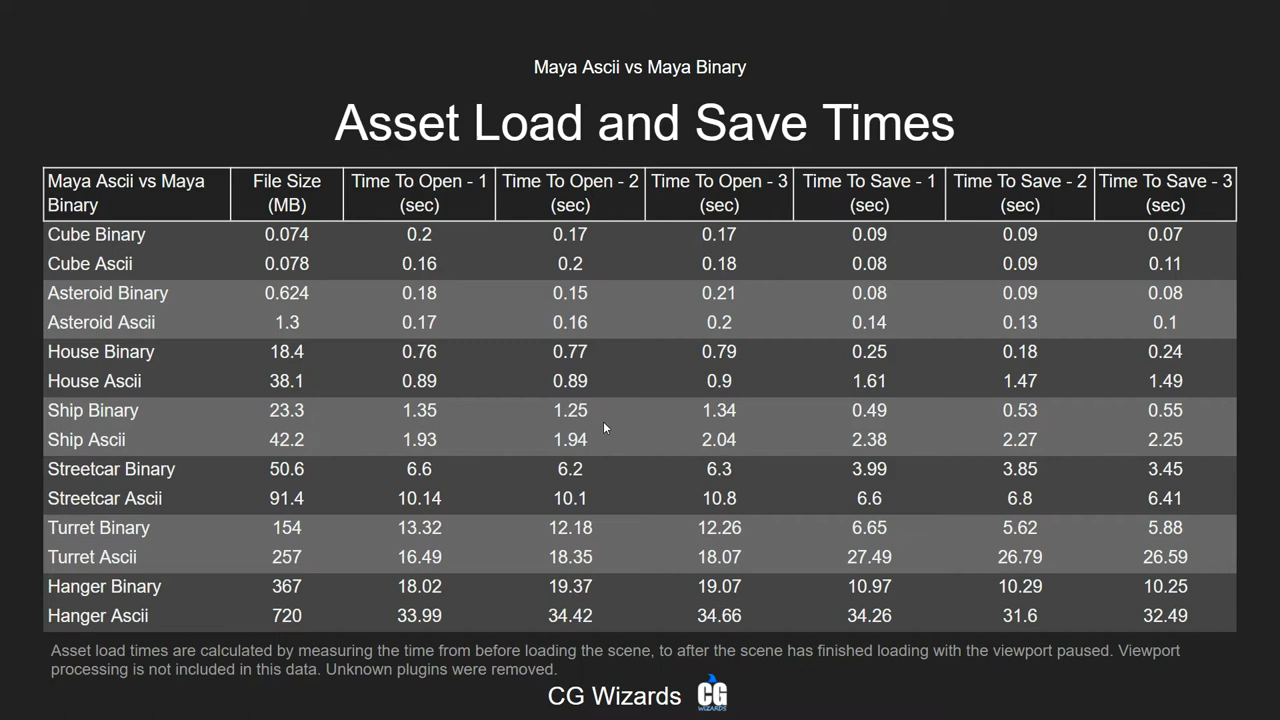 Maya Ascii vs Maya Binary
Asset Load and Save Times
Maya Ascii vs Maya Binary File Size (MB) Time To Open - 1 (sec) Time To Open - 2 (sec) Time To Open - 3 (sec) Time To Save - 1 (sec) Time To Save - 2 (sec) Time To Save - 3 (sec)
Cube Binary 0.074 0.2 0.17 0.17 0.09 0.09 0.07
Cube Ascii 0.078 0.16 0.2 0.18 0.08 0.09 0.11
Asteroid Binary 0.624 0.18 0.15 0.21 0.08 0.09 0.08
Asteroid Ascii 1.3 0.17 0.16 0.2 0.14 0.13 0.1
House Binary 18.4 0.76 0.77 0.79 0.25 0.18 0.24
House Ascii 38.1 0.89 0.89 0.9 1.61 1.47 1.49
Ship Binary 23.3 1.35 1.25 1.34 0.49 0.53 0.55
Ship Ascii 42.2 1.93 1.94 2.04 2.38 2.27 2.25
Streetcar Binary 50.6 6.6 6.2 6.3 3.99 3.85 3.45
Streetcar Ascii 91.4 10.14 10.1 10.8 6.6 6.8 6.41
Turret Binary 154 13.32 12.18 12.26 6.65 5.62 5.88
Turret Ascii 257 16.49 18.35 18.07 27.49 26.79 26.59
Hanger Binary 367 18.02 19.37 19.07 10.97 10.29 10.25
Hanger Ascii 720 33.99 34.42 34.66 34.26 31.6 32.49
Asset load times are calculated by measuring the time from before loading the scene, to after the scene has finished loading with the viewport paused. Viewport
processing is not included in this data. Unknown plugins were removed.
CG Wizards CG WIZARDS